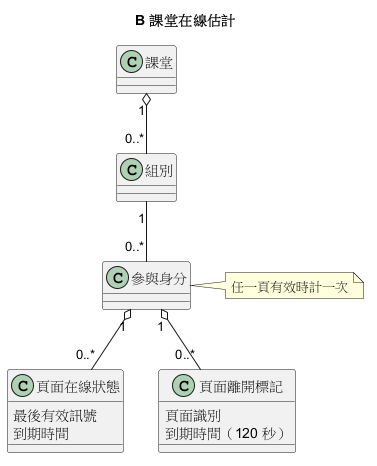 B 課堂在線估計
C 課堂
1
0..*
C 組別
1
0..*
C 參與身分
任一頁有效時計一次
1
1
0..*
0..*
C 頁面在線狀態
最後有效訊號
到期時間
C 頁面離開標記
頁面識別
到期時間（120 秒）